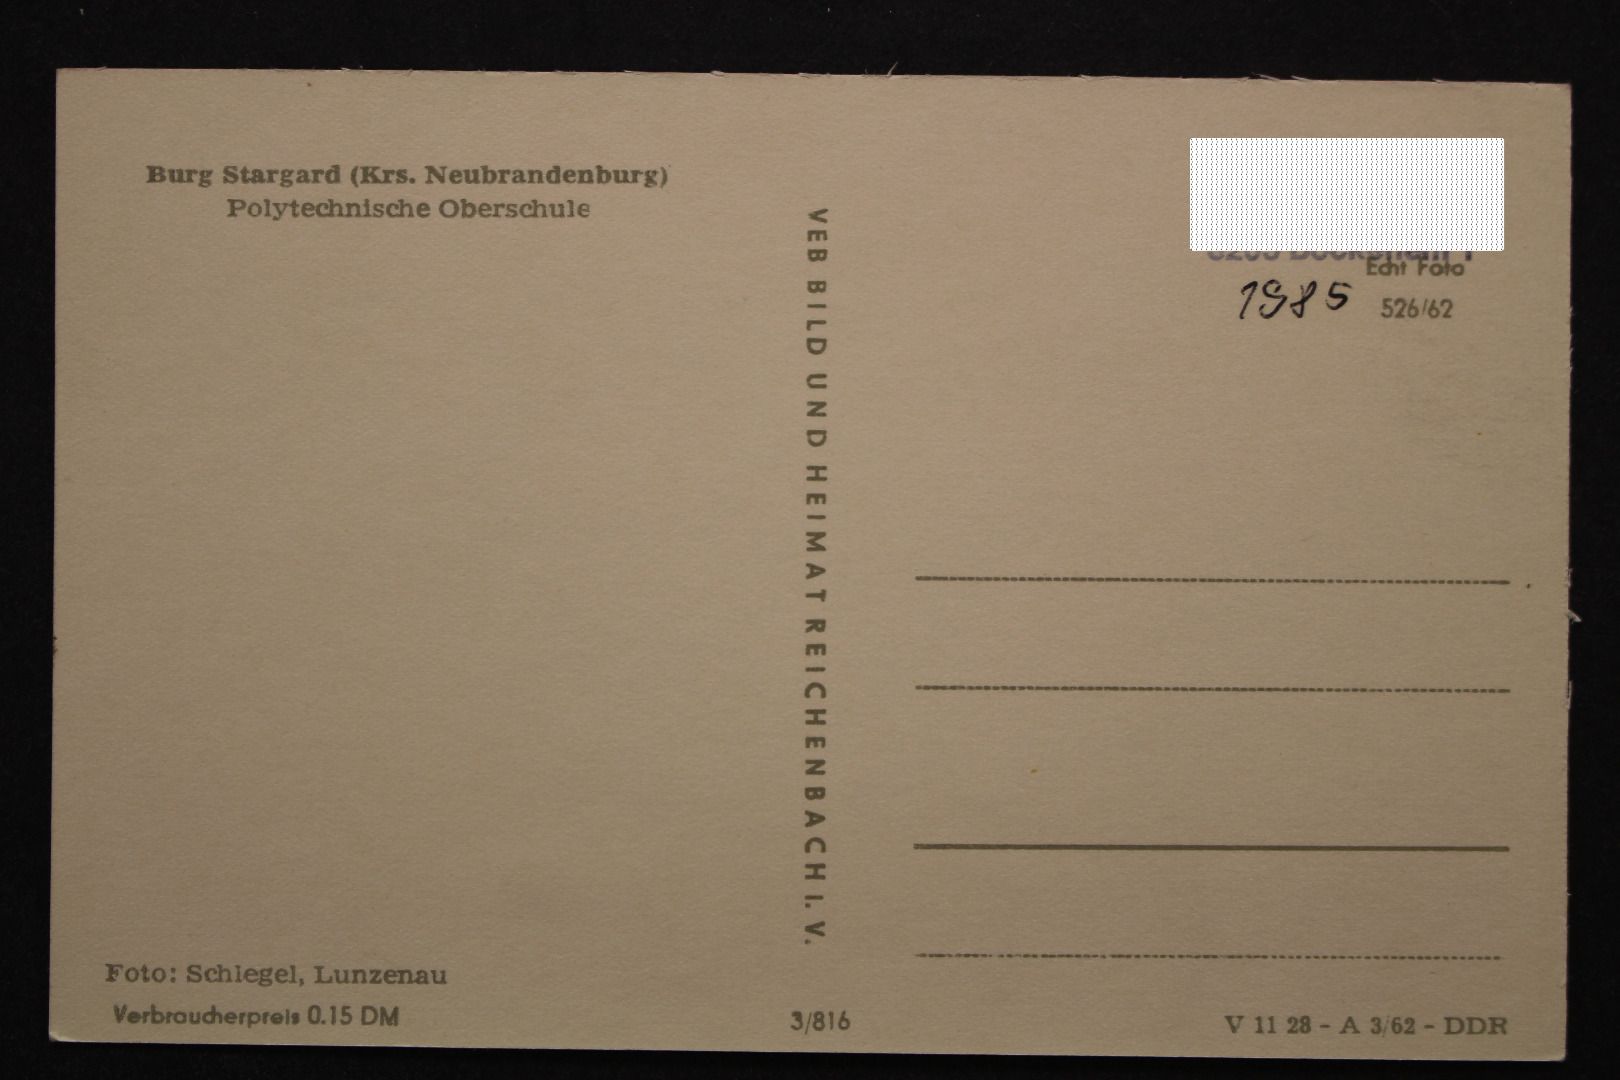 Burg Stargard (Krs. Neubrandenburg)
Polytechnische Oberschule
VEB BILD UND HEIMAT REICHENBACH I. V.
Echt Foto
1985
526/62
Foto: Schlegel, Lunzenau
Verbraucherpreis 0.15 DM
3/816
V 11 28 - A 3/62 - DDR